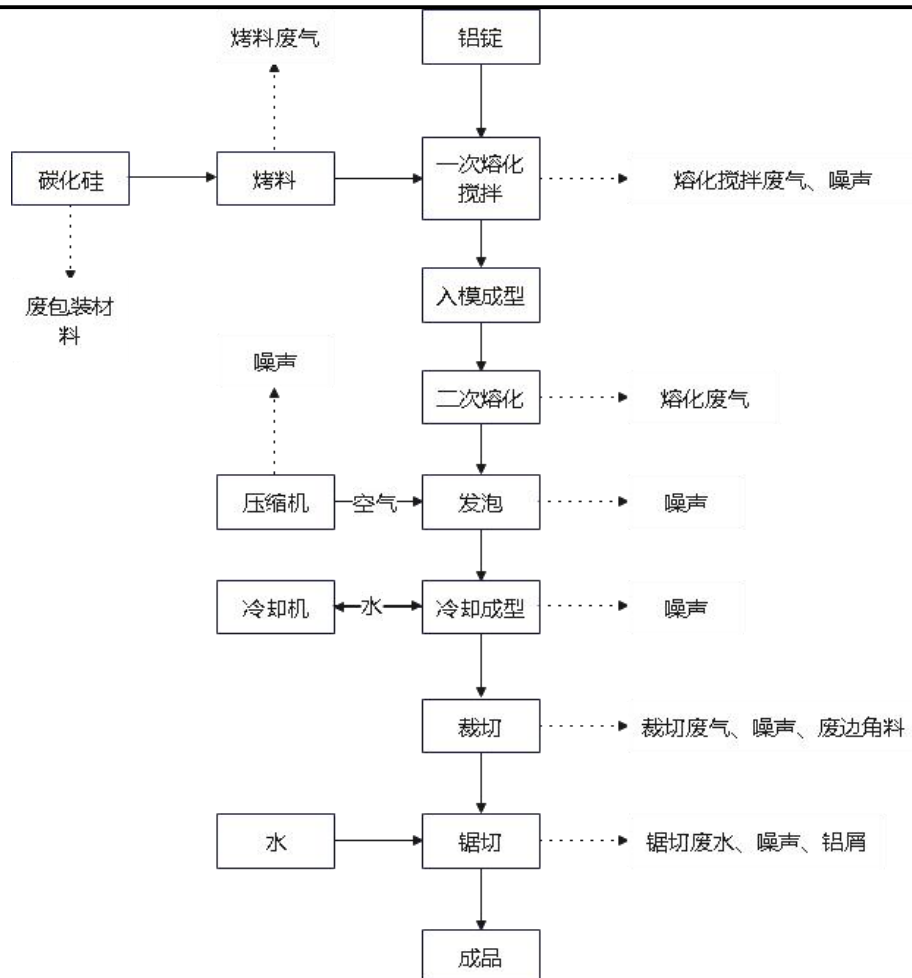 烤料废气
铝锭
碳化硅
烤料
一次熔化
搅拌
熔化搅拌废气、噪声
废包装材
料
入模成型
噪声
二次熔化
熔化废气
压缩机
空气
发泡
噪声
冷却机
水
冷却成型
噪声
裁切
裁切废气、噪声、废边角料
水
锯切
锯切废水、噪声、铝屑
成品